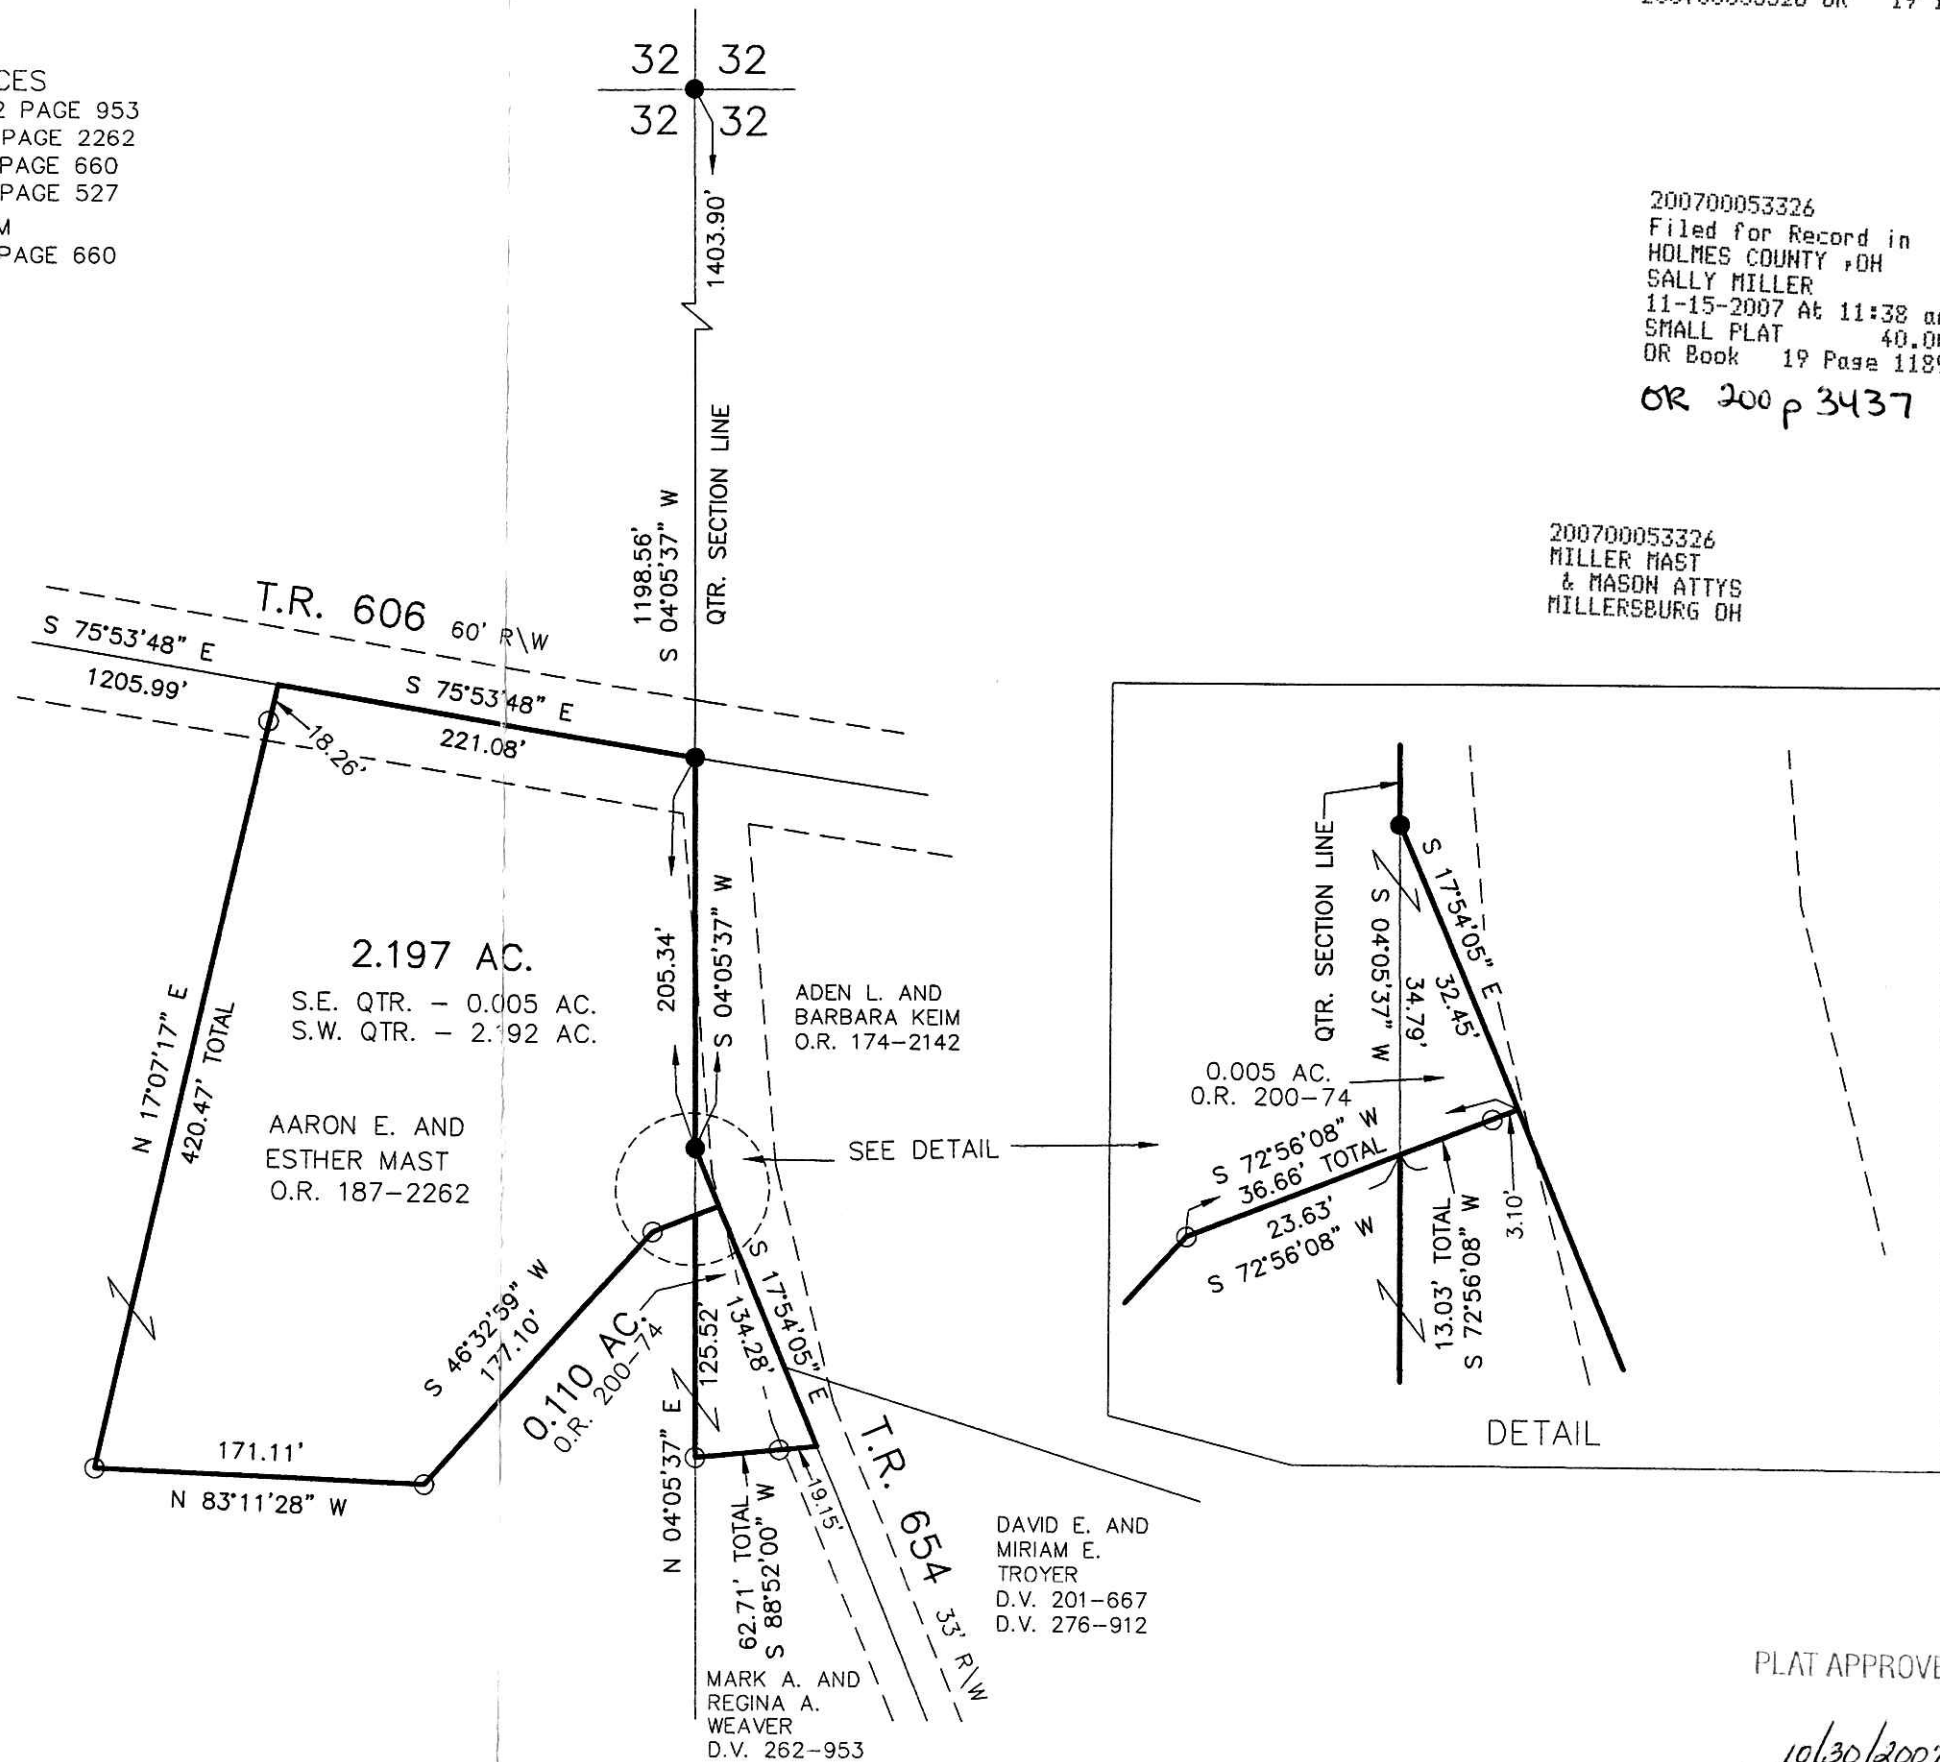 CES
2 PAGE 953
PAGE 2262
PAGE 660
PAGE 527
M
PAGE 660
32 32
32 32
1403.90'
200700053326
Filed for Record in
HOLMES COUNTY ,OH
SALLY MILLER
11-15-2007 At 11:38 am
SMALL PLAT 40.00
OR Book 19 Page 1189
OR 200 p 3437
200700053326
MILLER MAST
& MASON ATTYS
MILLERSBURG OH
1198.56'
S 04°05'37" W
QTR. SECTION LINE
T.R. 606 60' R\W
S 75°53'48" E
1205.99'
S 75°53'48" E
221.08'
18.26'
2.197 AC.
S.E. QTR. – 0.005 AC.
S.W. QTR. – 2.192 AC.
N 17°07'17" E
420.47' TOTAL
AARON E. AND
ESTHER MAST
O.R. 187–2262
205.34'
S 04°05'37" W
ADEN L. AND
BARBARA KEIM
O.R. 174–2142
SEE DETAIL
S 46°32'59" W
177.10'
0.110 AC.
O.R. 200–74
125.52'
134.28'
S 17°54'05" E
N 04°05'37" E
171.11'
N 83°11'28" W
62.71' TOTAL
S 88°52'00" W
19.15'
T.R. 654 33' R\W
DAVID E. AND
MIRIAM E.
TROYER
D.V. 201–667
D.V. 276–912
MARK A. AND
REGINA A.
WEAVER
D.V. 262–953
QTR. SECTION LINE
S 04°05'37" W
34.79'
S 17°54'05" E
32.45'
0.005 AC.
O.R. 200–74
S 72°56'08" W
36.66' TOTAL
23.63'
S 72°56'08" W
13.03' TOTAL
S 72°56'08" W
3.10'
DETAIL
PLAT APPROVE
10/30/2007